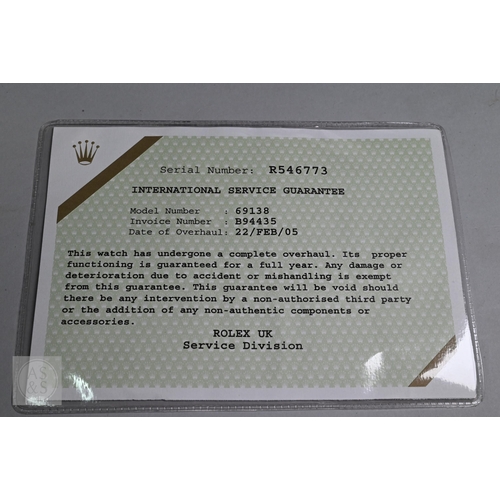 Serial Number: R546773
INTERNATIONAL SERVICE GUARANTEE
Model Number : 69138
Invoice Number : B94435
Date of Overhaul: 22/FEB/05
This watch has undergone a complete overhaul. Its proper
functioning is guaranteed for a full year. Any damage or
deterioration due to accident or mishandling is exempt
from this guarantee. This guarantee will be void should
there be any intervention by a non-authorised third party
or the addition of any non-authentic components or
accessories.
ROLEX UK
Service Division